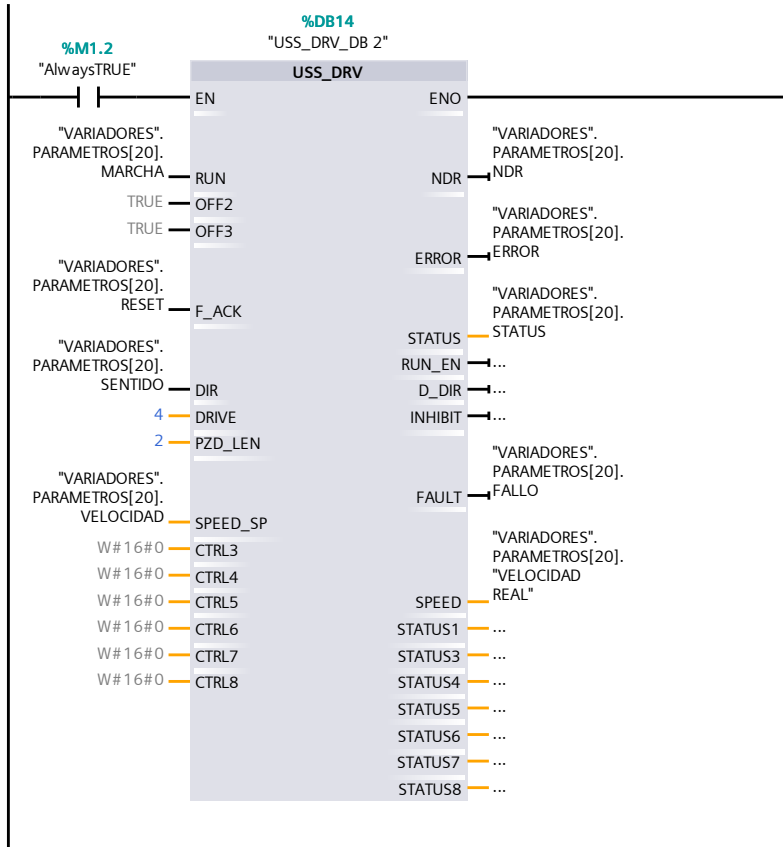 %DB14
"USS_DRV_DB 2"
%M1.2
"AlwaysTRUE"
USS_DRV
EN
ENO
"VARIADORES".
PARAMETROS[20].
MARCHA
RUN
"VARIADORES".
PARAMETROS[20].
NDR
NDR
TRUE
OFF2
TRUE
OFF3
"VARIADORES".
PARAMETROS[20].
ERROR
ERROR
"VARIADORES".
PARAMETROS[20].
RESET
F_ACK
"VARIADORES".
PARAMETROS[20].
STATUS
STATUS
RUN_EN
...
"VARIADORES".
PARAMETROS[20].
SENTIDO
DIR
D_DIR
...
4
DRIVE
INHIBIT
...
2
PZD_LEN
"VARIADORES".
PARAMETROS[20].
FALLO
FAULT
"VARIADORES".
PARAMETROS[20].
VELOCIDAD
SPEED_SP
W#16#0
CTRL3
W#16#0
CTRL4
"VARIADORES".
PARAMETROS[20].
"VELOCIDAD
REAL"
W#16#0
CTRL5
SPEED
W#16#0
CTRL6
STATUS1
...
W#16#0
CTRL7
STATUS3
...
W#16#0
CTRL8
STATUS4
...
STATUS5
...
STATUS6
...
STATUS7
...
STATUS8
...